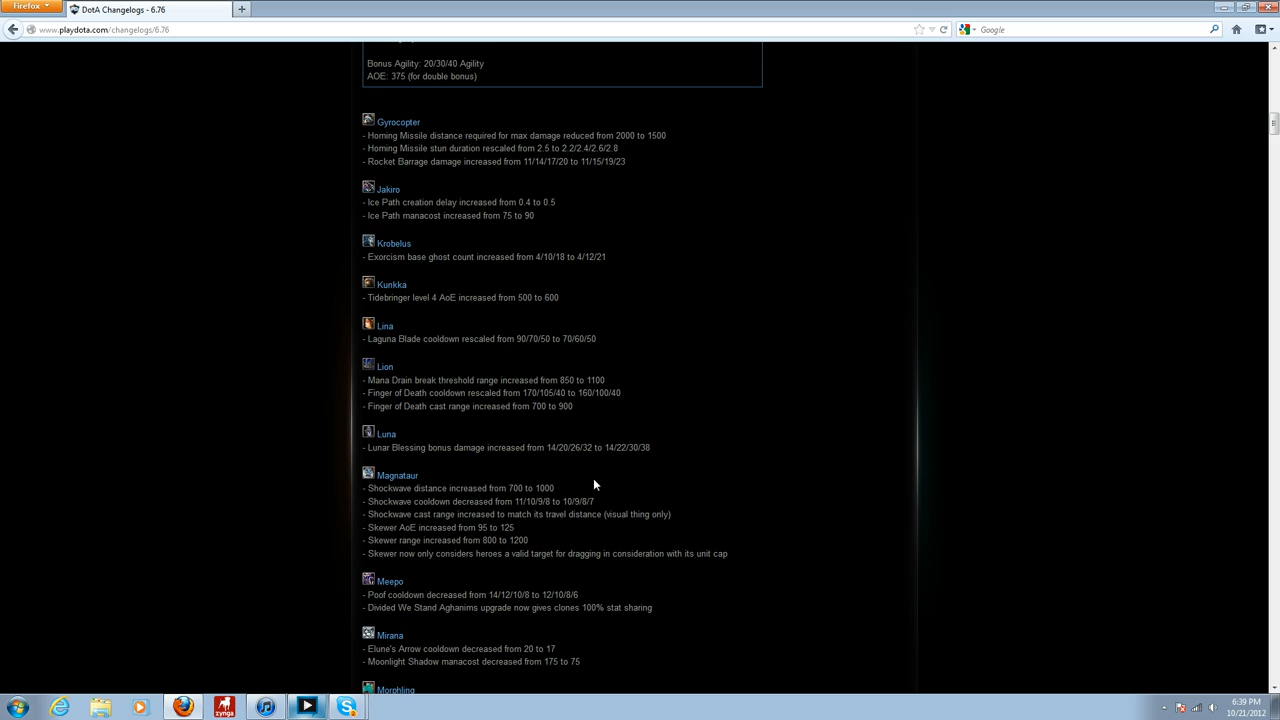 Firefox
DotA Changelogs - 6.76
www.playdota.com/changelogs/6.76
Google
Bonus Agility: 20/30/40 Agility
AOE: 375 (for double bonus)
Gyrocopter
- Homing Missile distance required for max damage reduced from 2000 to 1500
- Homing Missile stun duration rescaled from 2.5 to 2.2/2.4/2.6/2.8
- Rocket Barrage damage increased from 11/14/17/20 to 11/15/19/23
Jakiro
- Ice Path creation delay increased from 0.4 to 0.5
- Ice Path manacost increased from 75 to 90
Krobelus
- Exorcism base ghost count increased from 4/10/18 to 4/12/21
Kunkka
- Tidebringer level 4 AoE increased from 500 to 600
Lina
- Laguna Blade cooldown rescaled from 90/70/50 to 70/60/50
Lion
- Mana Drain break threshold range increased from 850 to 1100
- Finger of Death cooldown rescaled from 170/105/40 to 160/100/40
- Finger of Death cast range increased from 700 to 900
Luna
- Lunar Blessing bonus damage increased from 14/20/26/32 to 14/22/30/38
Magnataur
- Shockwave distance increased from 700 to 1000
- Shockwave cooldown decreased from 11/10/9/8 to 10/9/8/7
- Shockwave cast range increased to match its travel distance (visual thing only)
- Skewer AoE increased from 95 to 125
- Skewer range increased from 800 to 1200
- Skewer now only considers heroes a valid target for dragging in consideration with its unit cap
Meepo
- Poof cooldown decreased from 14/12/10/8 to 12/10/8/6
- Divided We Stand Aghanims upgrade now gives clones 100% stat sharing
Mirana
- Elune's Arrow cooldown decreased from 20 to 17
- Moonlight Shadow manacost decreased from 175 to 75
Morphling
zynga
6:39 PM
10/21/2012